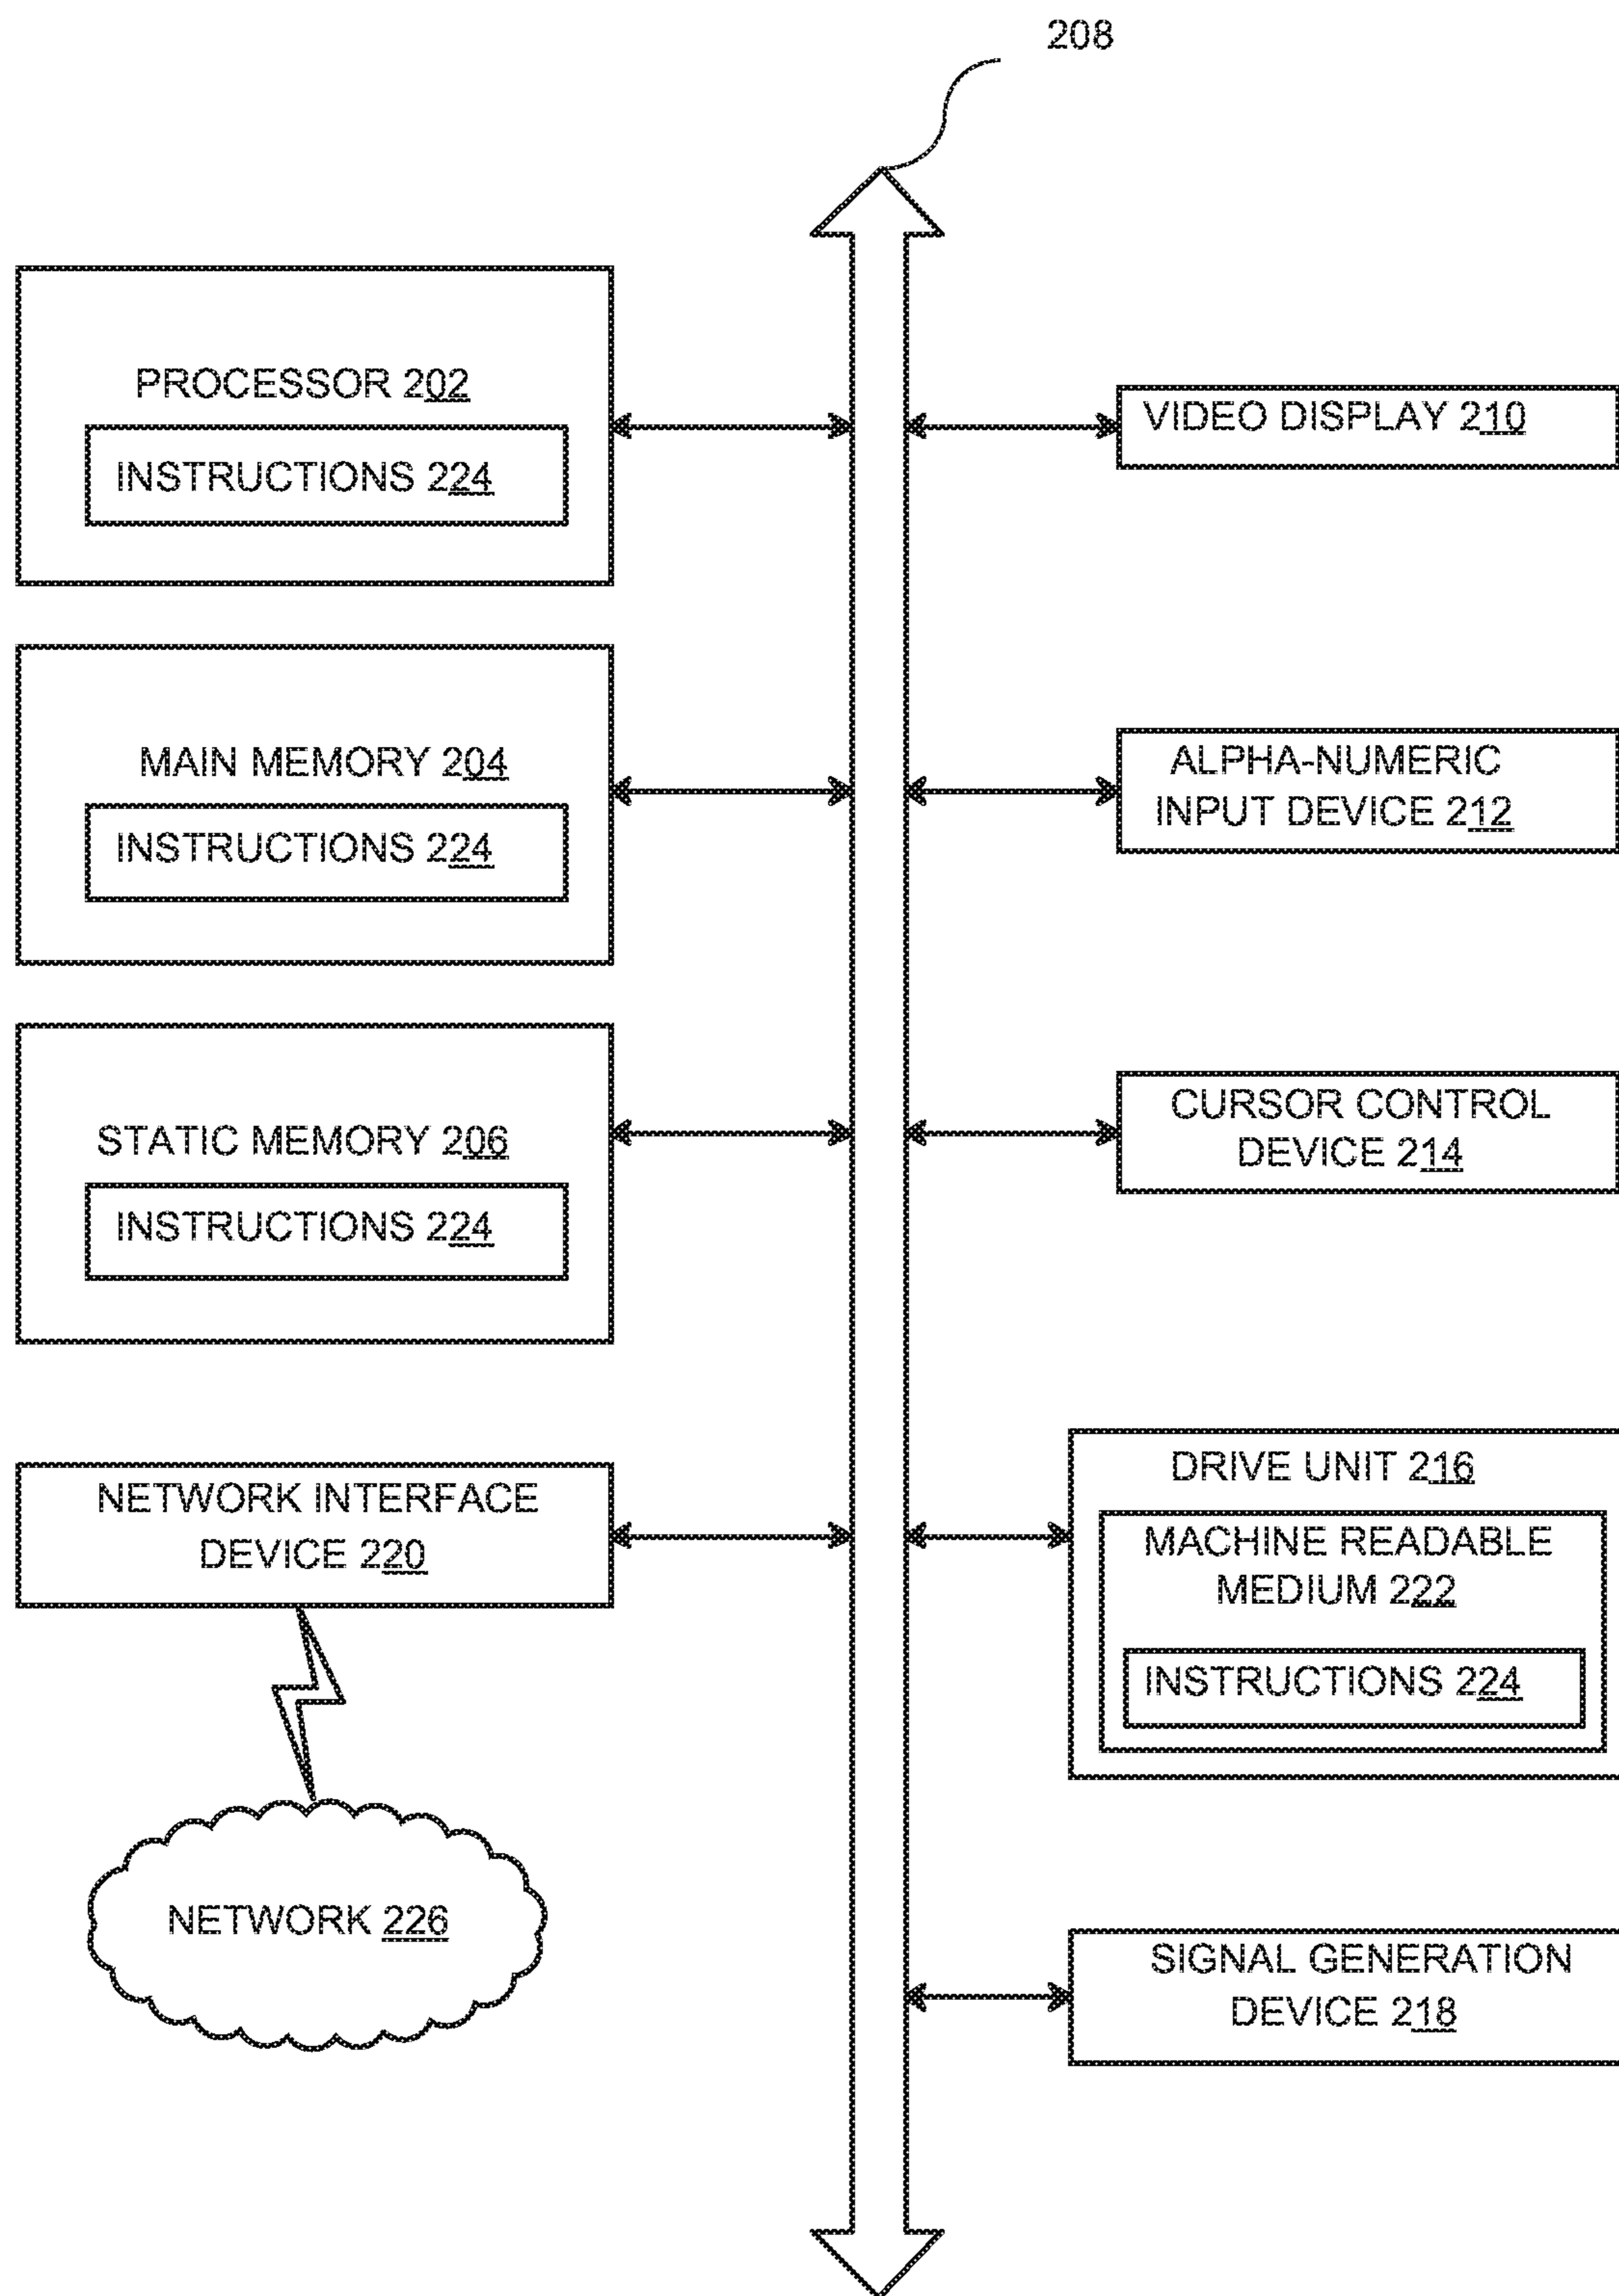 208
PROCESSOR 202
INSTRUCTIONS 224
MAIN MEMORY 204
INSTRUCTIONS 224
STATIC MEMORY 206
INSTRUCTIONS 224
NETWORK INTERFACE
DEVICE 220
NETWORK 226
VIDEO DISPLAY 210
ALPHA-NUMERIC
INPUT DEVICE 212
CURSOR CONTROL
DEVICE 214
DRIVE UNIT 216
MACHINE READABLE
MEDIUM 222
INSTRUCTIONS 224
SIGNAL GENERATION
DEVICE 218